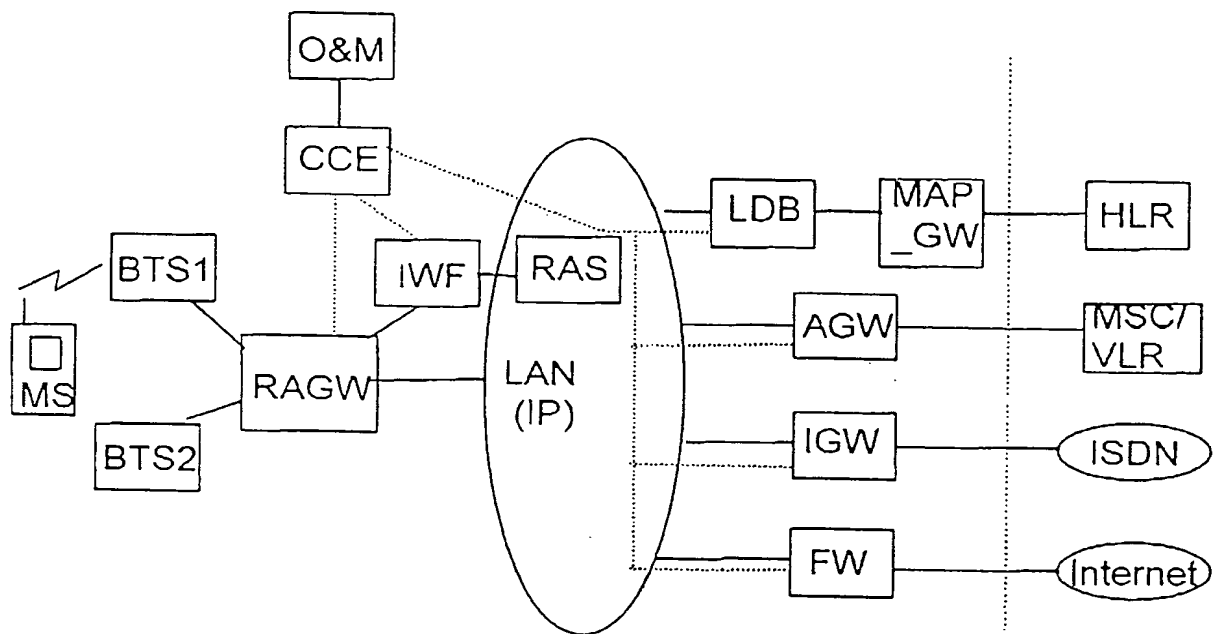 O&M
CCE
BTS1
IWF
RAS
MS
RAGW
BTS2
LAN
(IP)
LDB
MAP
_GW
HLR
AGW
MSC/
VLR
IGW
ISDN
FW
Internet